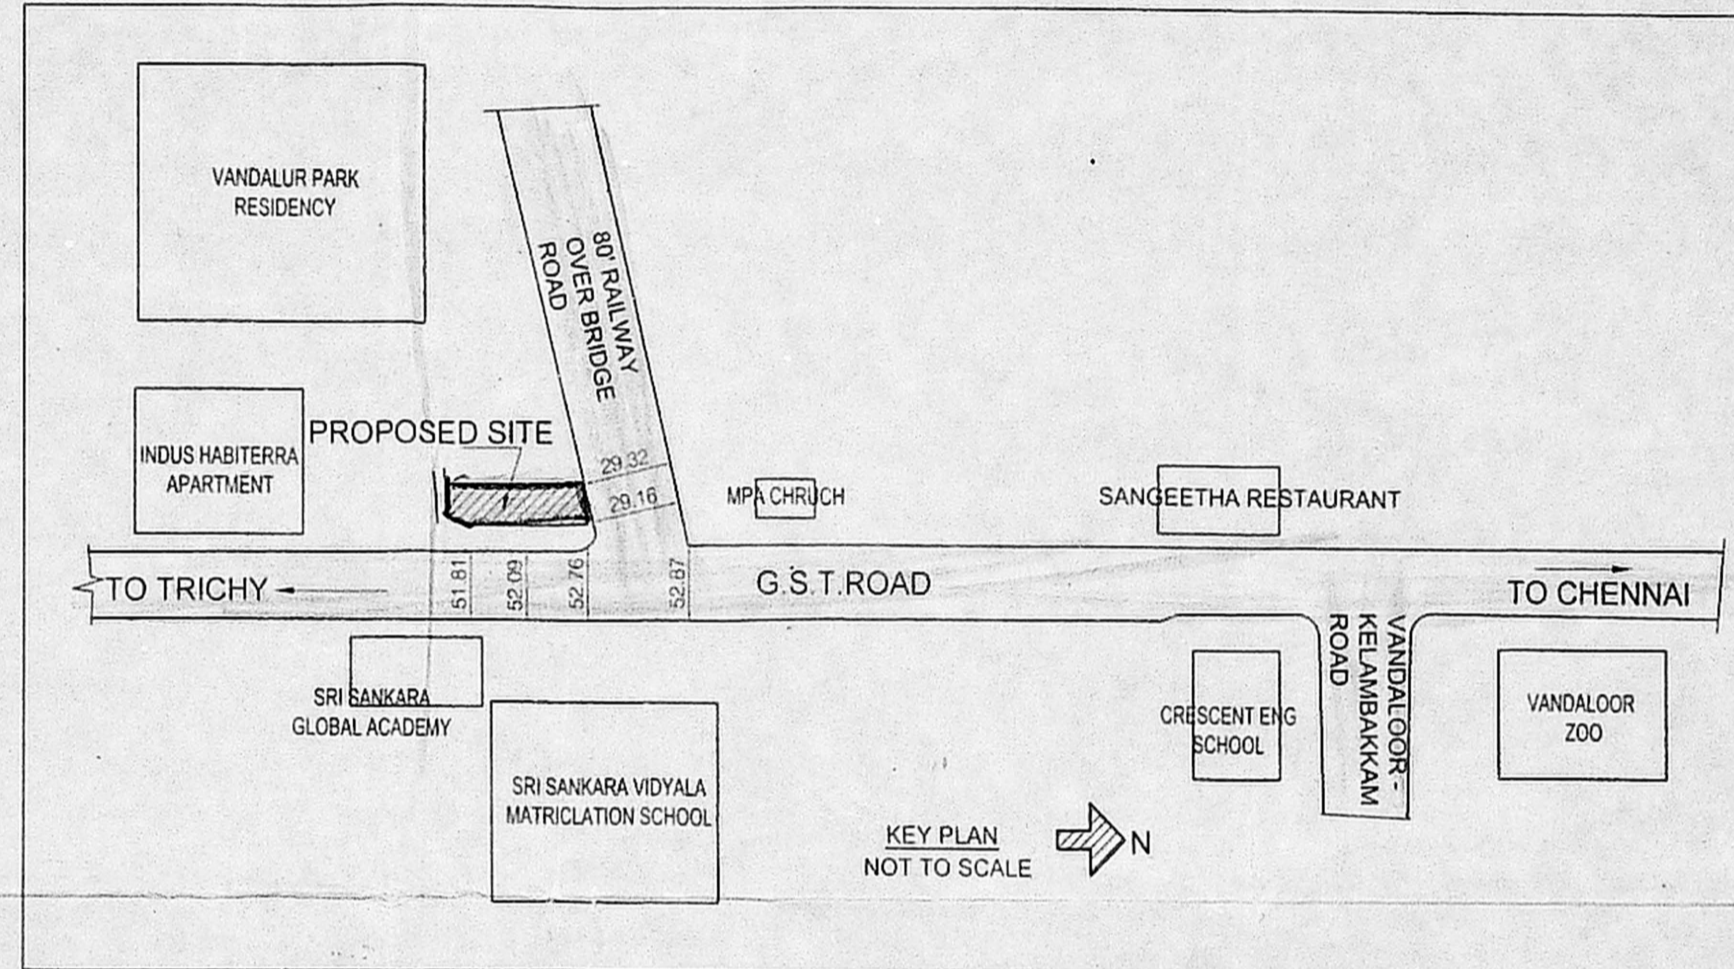 VANDALUR PARK
RESIDENCY
80' RAILWAY
OVER BRIDGE
ROAD
INDUS HABITERRA
APARTMENT
PROPOSED SITE
1
29.32
29.16
MPA CHRUCH
SANGEETHA RESTAURANT
TO TRICHY
51.81
52.09
52.76
52.87
G.S.T.ROAD
TO CHENNAI
SRI SANKARA
GLOBAL ACADEMY
SRI SANKARA VIDYALA
MATRICLATION SCHOOL
CRESCENT ENG
SCHOOL
VANDALOOR-
KELAMBAKKAM
ROAD
VANDALOOR
ZOO
KEY PLAN
NOT TO SCALE
N